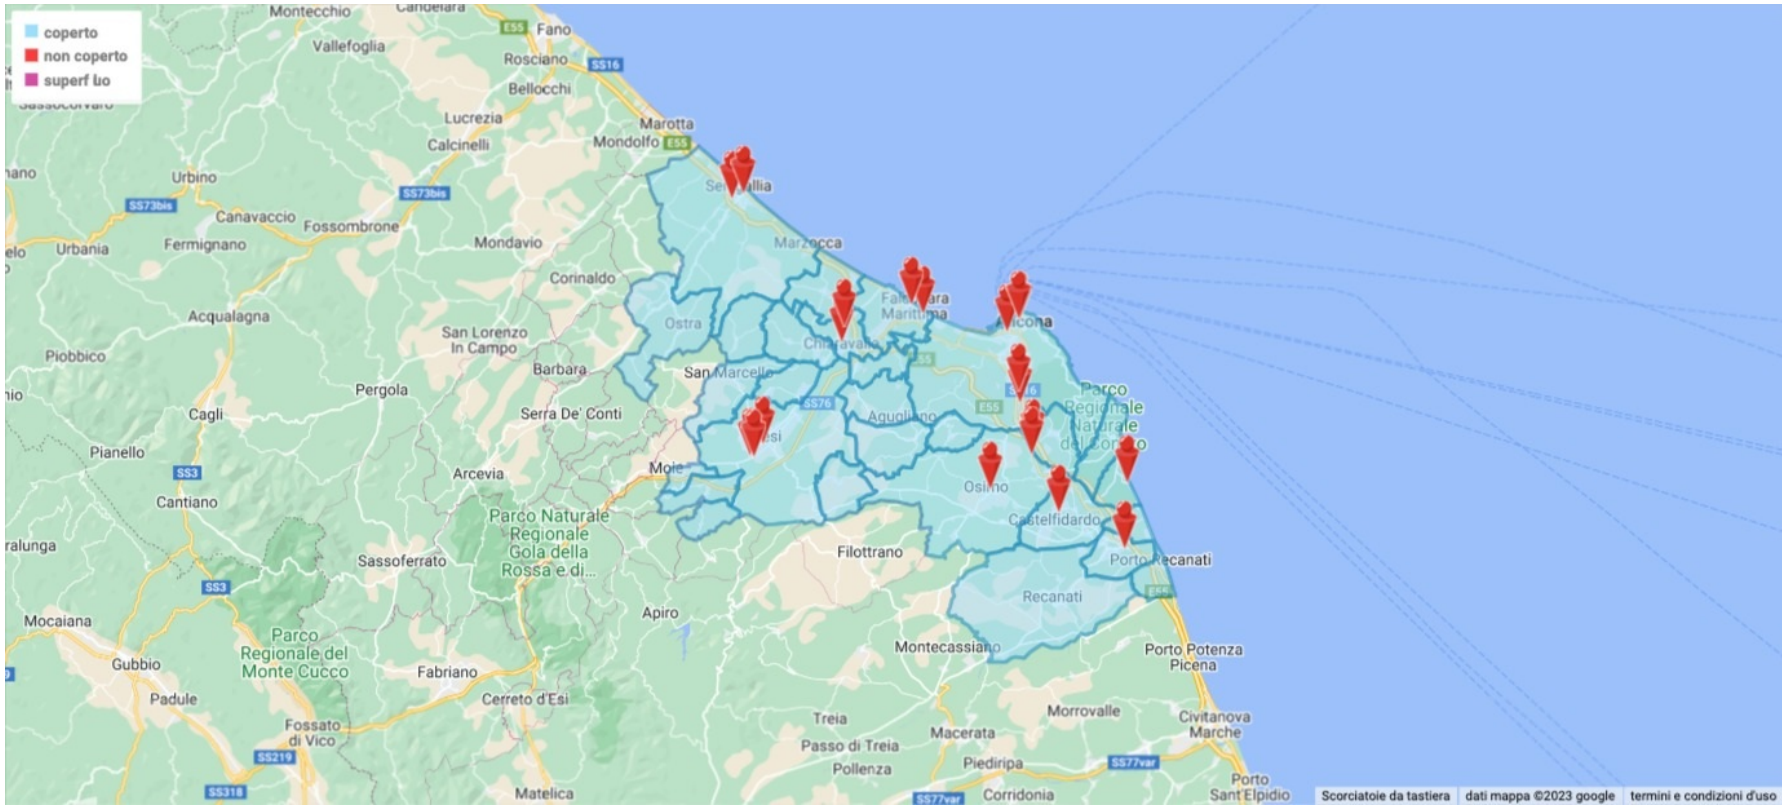 coperto
non coperto
superf luo
Montecchio
Candelara
E55
Fano
Vallefoglia
Rosciano
SS16
Bellocchi
Sassocorvaro
Lucrezia
Marotta
Calcinelli
Mondolfo
E55
Urbino
SS73bis
SS73bis
Canavaccio
Fossombrone
Fermignano
Urbania
Mondavio
Marzocca
Corinaldo
Acqualagna
Ostra
San Lorenzo
In Campo
Marittima
Piobbico
Barbara
San Marcello
Pergola
SS76
E55
Parco
Regionale
Naturale
Cagli
Serra De' Conti
Agugliano
Pianello
SS3
Arcevia
Moie
Osimo
Cantiano
Parco Naturale
Regionale
Gola della
Rossa e di...
Castelfidardo
Sassoferrato
Filottrano
Porto Recanati
SS3
E55
Recanati
Apiro
Mocaiana
Parco
Regionale del
Monte Cucco
Montecassiano
Porto Potenza
Picena
Gubbio
Fabriano
Padule
Cerreto d'Esi
Morrovalle
Fossato
di Vico
Treia
Civitanova
Marche
Macerata
Passo di Treia
SS219
Piediripa
SS77var
Pollenza
Porto
Sant'Elpidio
SS318
Matelica
SS77var
Corridonia
Scorciatoie da tastiera
dati mappa ©2023 google
termini e condizioni d'uso